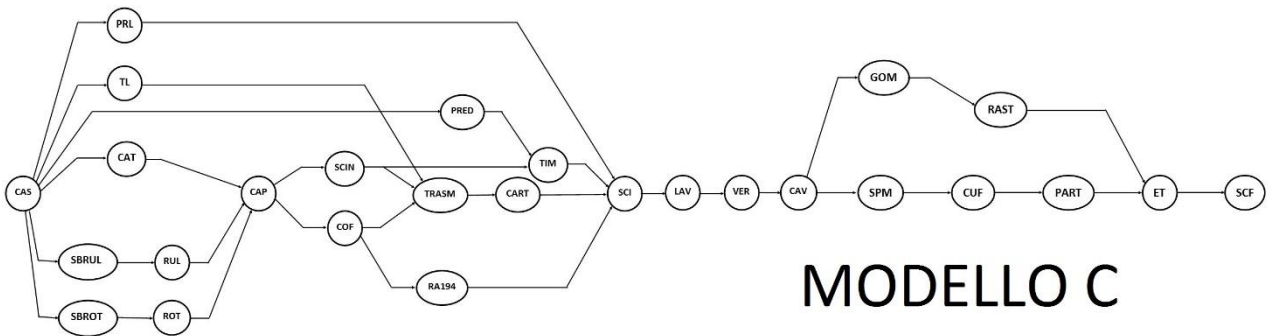 PRL
TL
PRED
GOM
RAST
CAS
CAT
CAP
SCIN
TIM
TRASM
CART
SCI
LAV
VER
CAV
SPM
CUF
PART
ET
SCF
COF
SBRUL
RUL
RA194
SBROT
ROT
MODELLO C